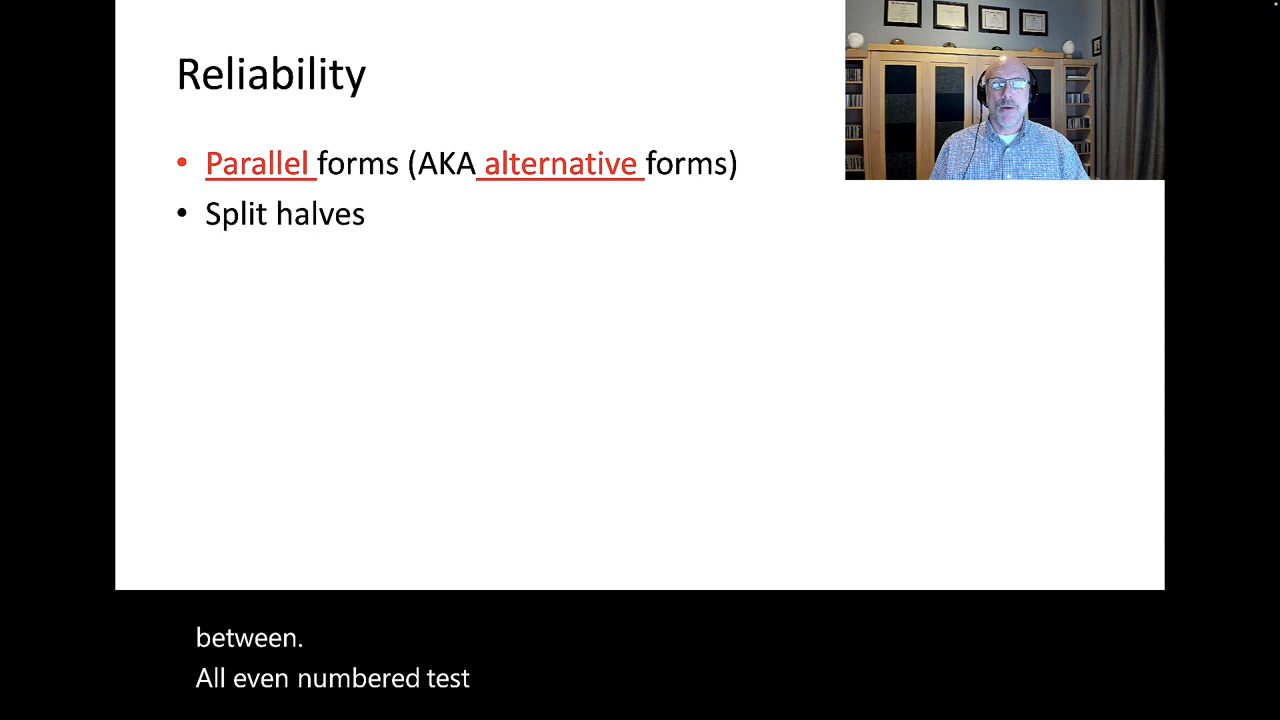 Reliability
• Parallel forms (AKA alternative forms)
• Split halves
between.
All even numbered test